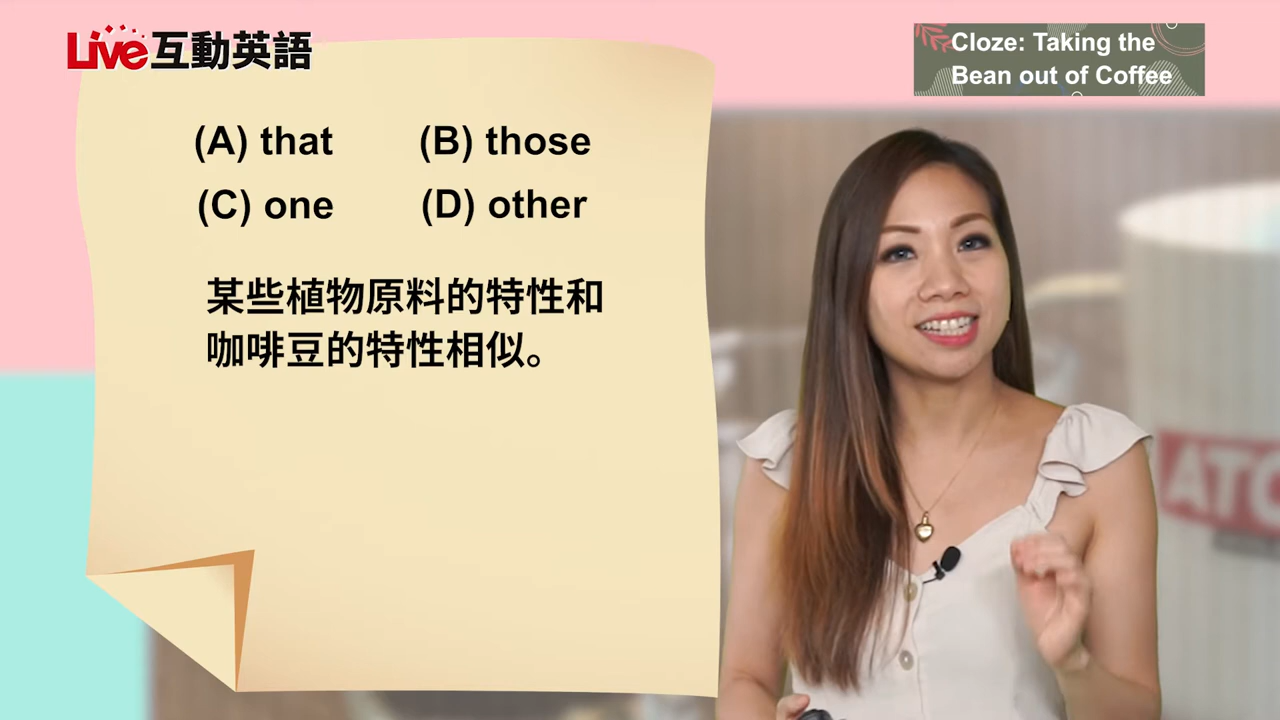 Live互動英語
Cloze: Taking the
Bean out of Coffee
(A) that (B) those
(C) one (D) other
某些植物原料的特性和
咖啡豆的特性相似。
ATC